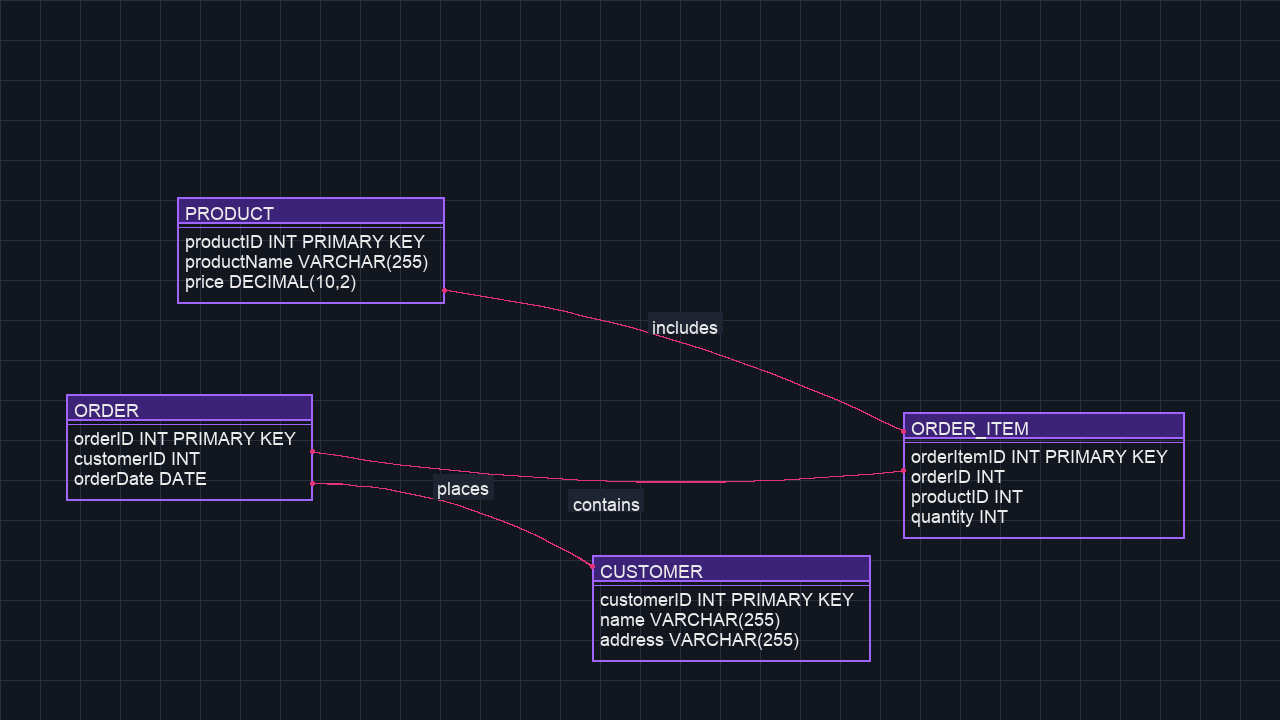 PRODUCT
productID INT PRIMARY KEY
productName VARCHAR(255)
price DECIMAL(10,2)
includes
ORDER
orderID INT PRIMARY KEY
customerID INT
orderDate DATE
places
contains
ORDER_ITEM
orderItemID INT PRIMARY KEY
orderID INT
productID INT
quantity INT
CUSTOMER
customerID INT PRIMARY KEY
name VARCHAR(255)
address VARCHAR(255)